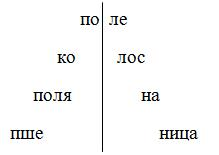 по ле
ко лос
поля на
пше ница